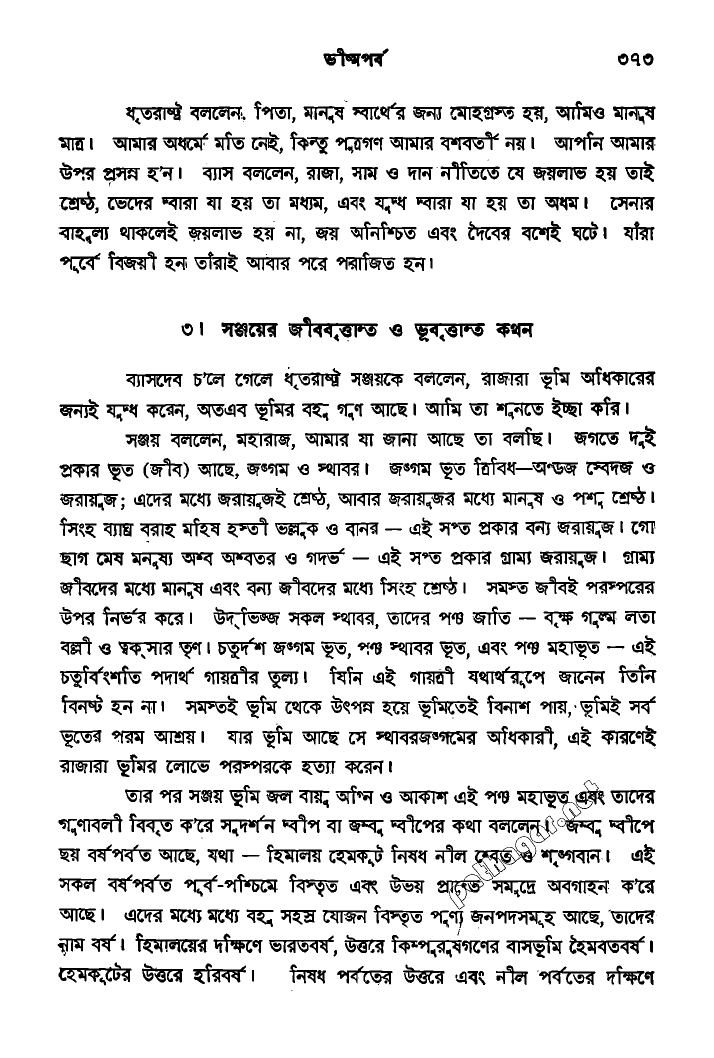 ভীষ্মপর্ব ৩৭৩
ধৃতরাষ্ট্র বললেন, পিতা, মানুষ স্বার্থের জন্য মোহগ্রস্ত হয়, আমিও মানুষ
মাত্র। আমার অধর্মে মতি নেই, কিন্তু পুত্রগণ আমার বশবর্তী নয়। আপনি আমার
উপর প্রসন্ন হ'ন। ব্যাস বললেন, রাজা, সাম ও দান নীতিতে যে জয়লাভ হয় তাই
শ্রেষ্ঠ, ভেদের দ্বারা যা হয় তা মধ্যম, এবং যুদ্ধ দ্বারা যা হয় তা অধম। সেনার
বাহুল্য থাকলেই জয়লাভ হয় না, জয় অনিশ্চিত এবং দৈবের বশেই ঘটে। যাঁরা
পূর্বে বিজয়ী হন তাঁরাই আবার পরে পরাজিত হন।
৩। সঞ্জয়ের জীববৃত্তান্ত ও ভূবৃত্তান্ত কথন
ব্যাসদেব চ'লে গেলে ধৃতরাষ্ট্র সঞ্জয়কে বললেন, রাজারা ভূমি অধিকারের
জন্যই যুদ্ধ করেন, অতএব ভূমির বহু গুণ আছে। আমি তা শুনতে ইচ্ছা করি।
সঞ্জয় বললেন, মহারাজ, আমার যা জানা আছে তা বলছি। জগতে দুই
প্রকার ভূত (জীব) আছে, জঙ্গম ও স্থাবর। জঙ্গম ভূত ত্রিবিধ—অণ্ডজ স্বেদজ ও
জরায়ুজ; এদের মধ্যে জরায়ুজই শ্রেষ্ঠ, আবার জরায়ুজর মধ্যে মানুষ ও পশু শ্রেষ্ঠ।
সিংহ ব্যাঘ্র বরাহ মহিষ হস্তী ভল্লুক ও বানর — এই সপ্ত প্রকার বন্য জরায়ুজ। গো
ছাগ মেষ মনুষ্য অশ্ব অশ্বতর ও গর্দভ — এই সপ্ত প্রকার গ্রাম্য জরায়ুজ। গ্রাম্য
জীবদের মধ্যে মানুষ এবং বন্য জীবদের মধ্যে সিংহ শ্রেষ্ঠ। সমস্ত জীবই পরস্পরের
উপর নির্ভর করে। উদ্ভিজ্জ সকল স্থাবর, তাদের পঞ্চ জাতি — বৃক্ষ গুল্ম লতা
বল্লী ও ত্বক্‌সার তৃণ। চতুর্দশ জঙ্গম ভূত, পঞ্চ স্থাবর ভূত, এবং পঞ্চ মহাভূত — এই
চতুর্বিংশতি পদার্থ গায়ত্রীর তুল্য। যিনি এই গায়ত্রী যথার্থরূপে জানেন তিনি
বিনষ্ট হন না। সমস্তই ভূমি থেকে উৎপন্ন হয়ে ভূমিতেই বিনাশ পায়, ভূমিই সর্ব
ভূতের পরম আশ্রয়। যার ভূমি আছে সে স্থাবরজঙ্গমের অধিকারী, এই কারণেই
রাজারা ভূমির লোভে পরস্পরকে হত্যা করেন।
তার পর সঞ্জয় ভূমি জল বায়ু অগ্নি ও আকাশ এই পঞ্চ মহাভূত এবং তাদের
গুণাবলী বিবৃত ক'রে সুদর্শন দ্বীপ বা জম্বু দ্বীপের কথা বললেন। জম্বু দ্বীপে
ছয় বর্ষপর্বত আছে, যথা — হিমালয় হেমকূট নিষধ নীল শ্বেত ও শৃঙ্গবান। এই
সকল বর্ষপর্বত পূর্ব-পশ্চিমে বিস্তৃত এবং উভয় প্রান্তে সমুদ্রে অবগাহন ক'রে
আছে। এদের মধ্যে মধ্যে বহু সহস্র যোজন বিস্তৃত পুণ্য জনপদসমূহ আছে, তাদের
নাম বর্ষ। হিমালয়ের দক্ষিণে ভারতবর্ষ, উত্তরে কিম্পুরুষগণের বাসভূমি হৈমবতবর্ষ।
হেমকূটের উত্তরে হরিবর্ষ। নিষধ পর্বতের উত্তরে এবং নীল পর্বতের দক্ষিণে
pathagar.net